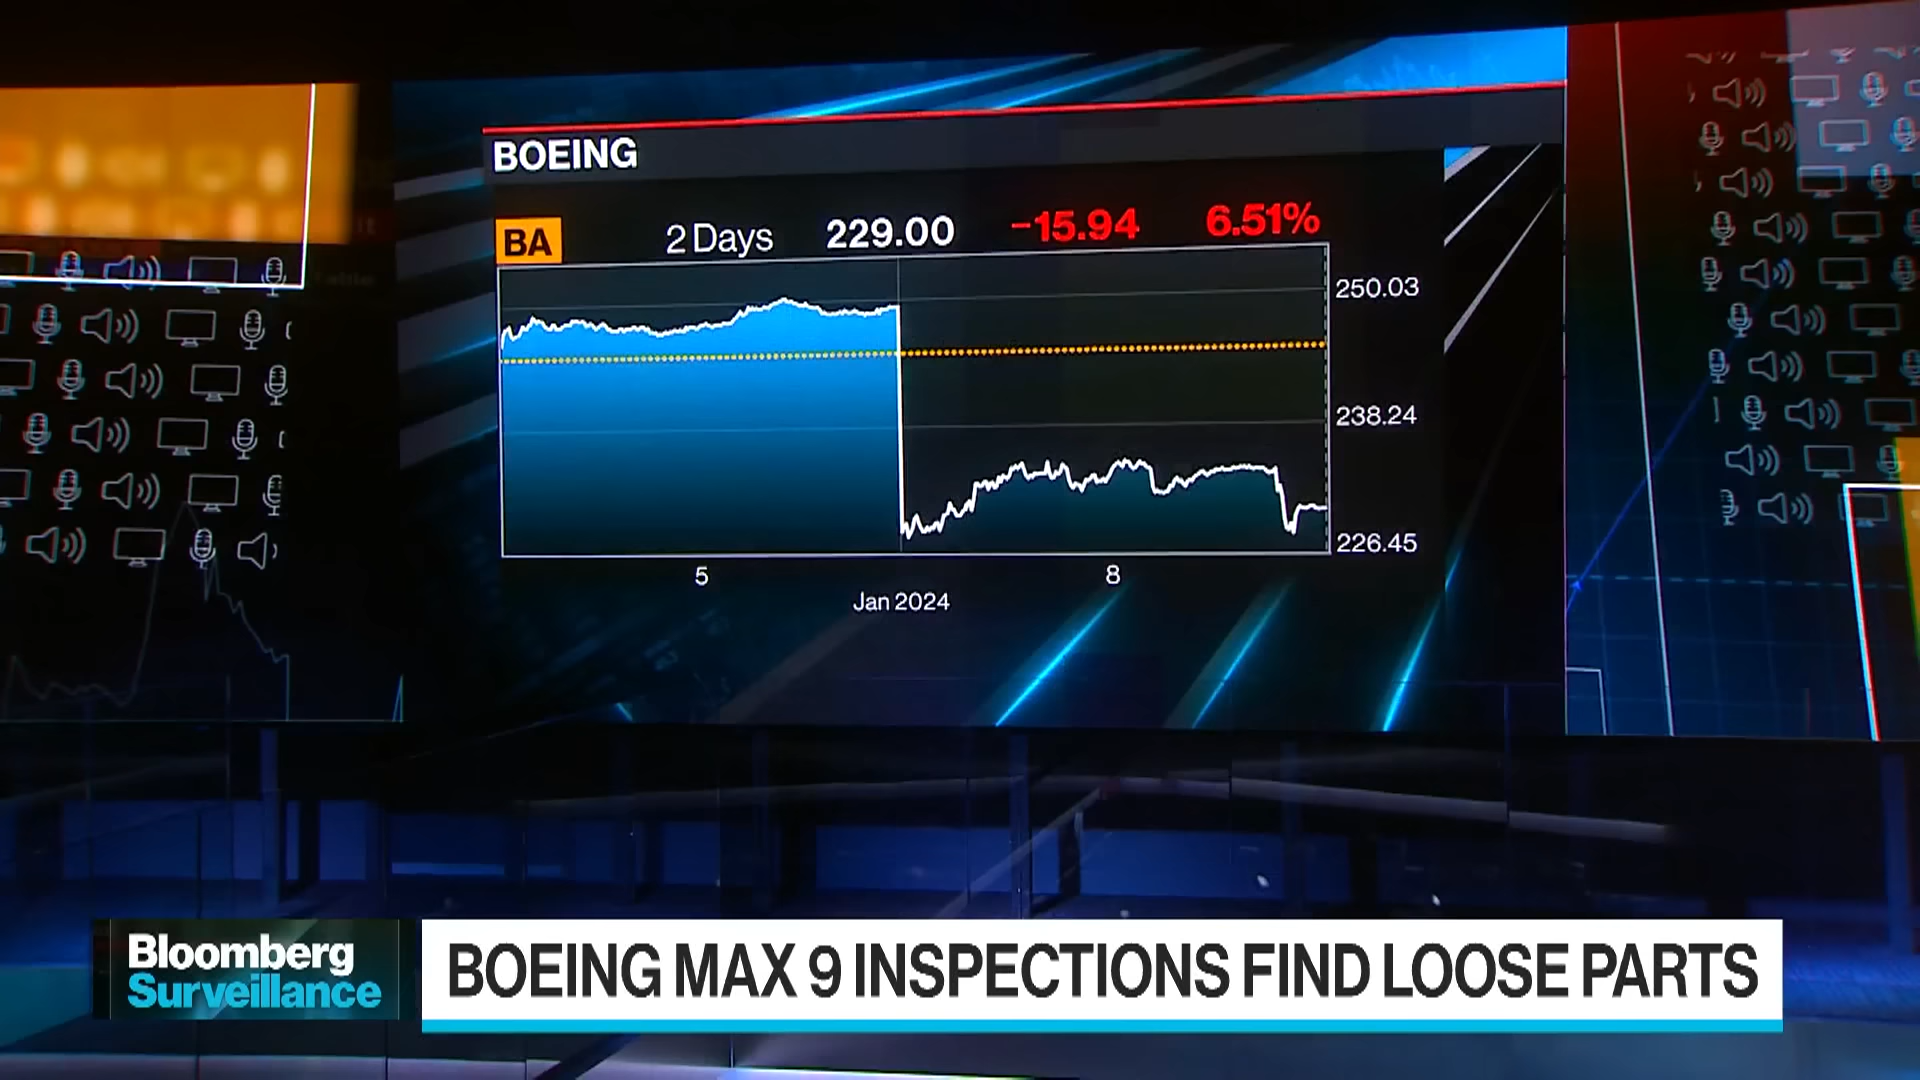 BOEING
BA 2 Days 229.00 -15.94 6.51%
250.03
238.24
226.45
5 8
Jan 2024
Bloomberg
Surveillance
BOEING MAX 9 INSPECTIONS FIND LOOSE PARTS